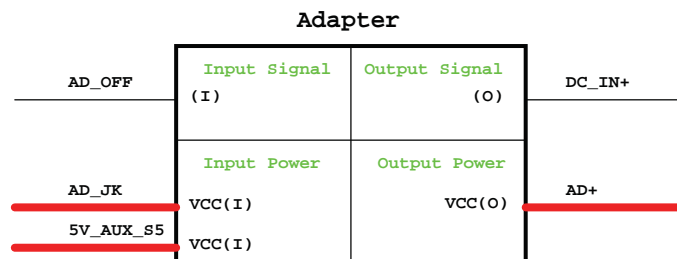 Adapter
AD_OFF Input Signal Output Signal DC_IN+
(I) (O)
Input Power Output Power
AD_JK VCC(I) VCC(O) AD+
5V_AUX_S5 VCC(I)